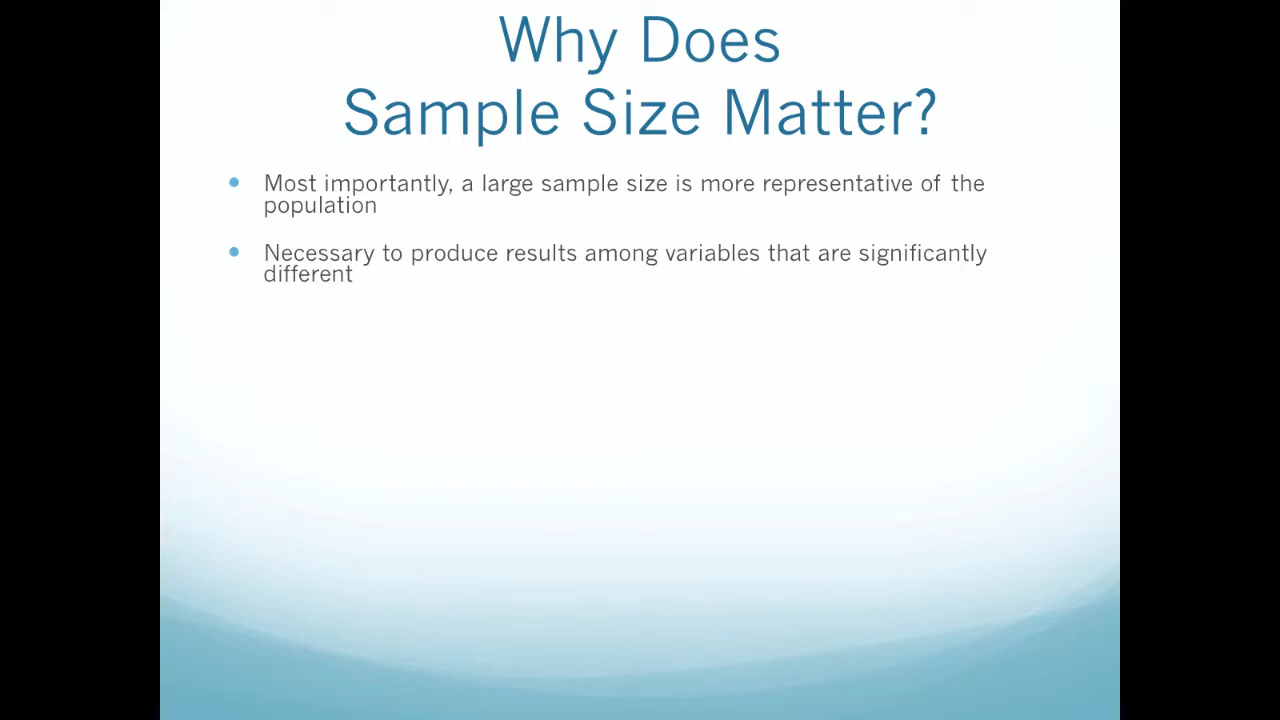 Why Does
Sample Size Matter?
• Most importantly, a large sample size is more representative of the
population
• Necessary to produce results among variables that are significantly
different